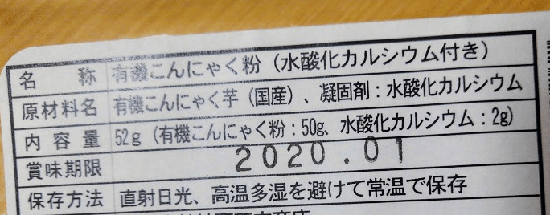 名称 有機こんにゃく粉（水酸化カルシウム付き）
原材料名 有機こんにゃく芋（国産）、凝固剤：水酸化カルシウム
内容量 52g（有機こんにゃく粉：50g、水酸化カルシウム：2g）
賞味期限 2020.01
保存方法 直射日光、高温多湿を避けて常温で保存